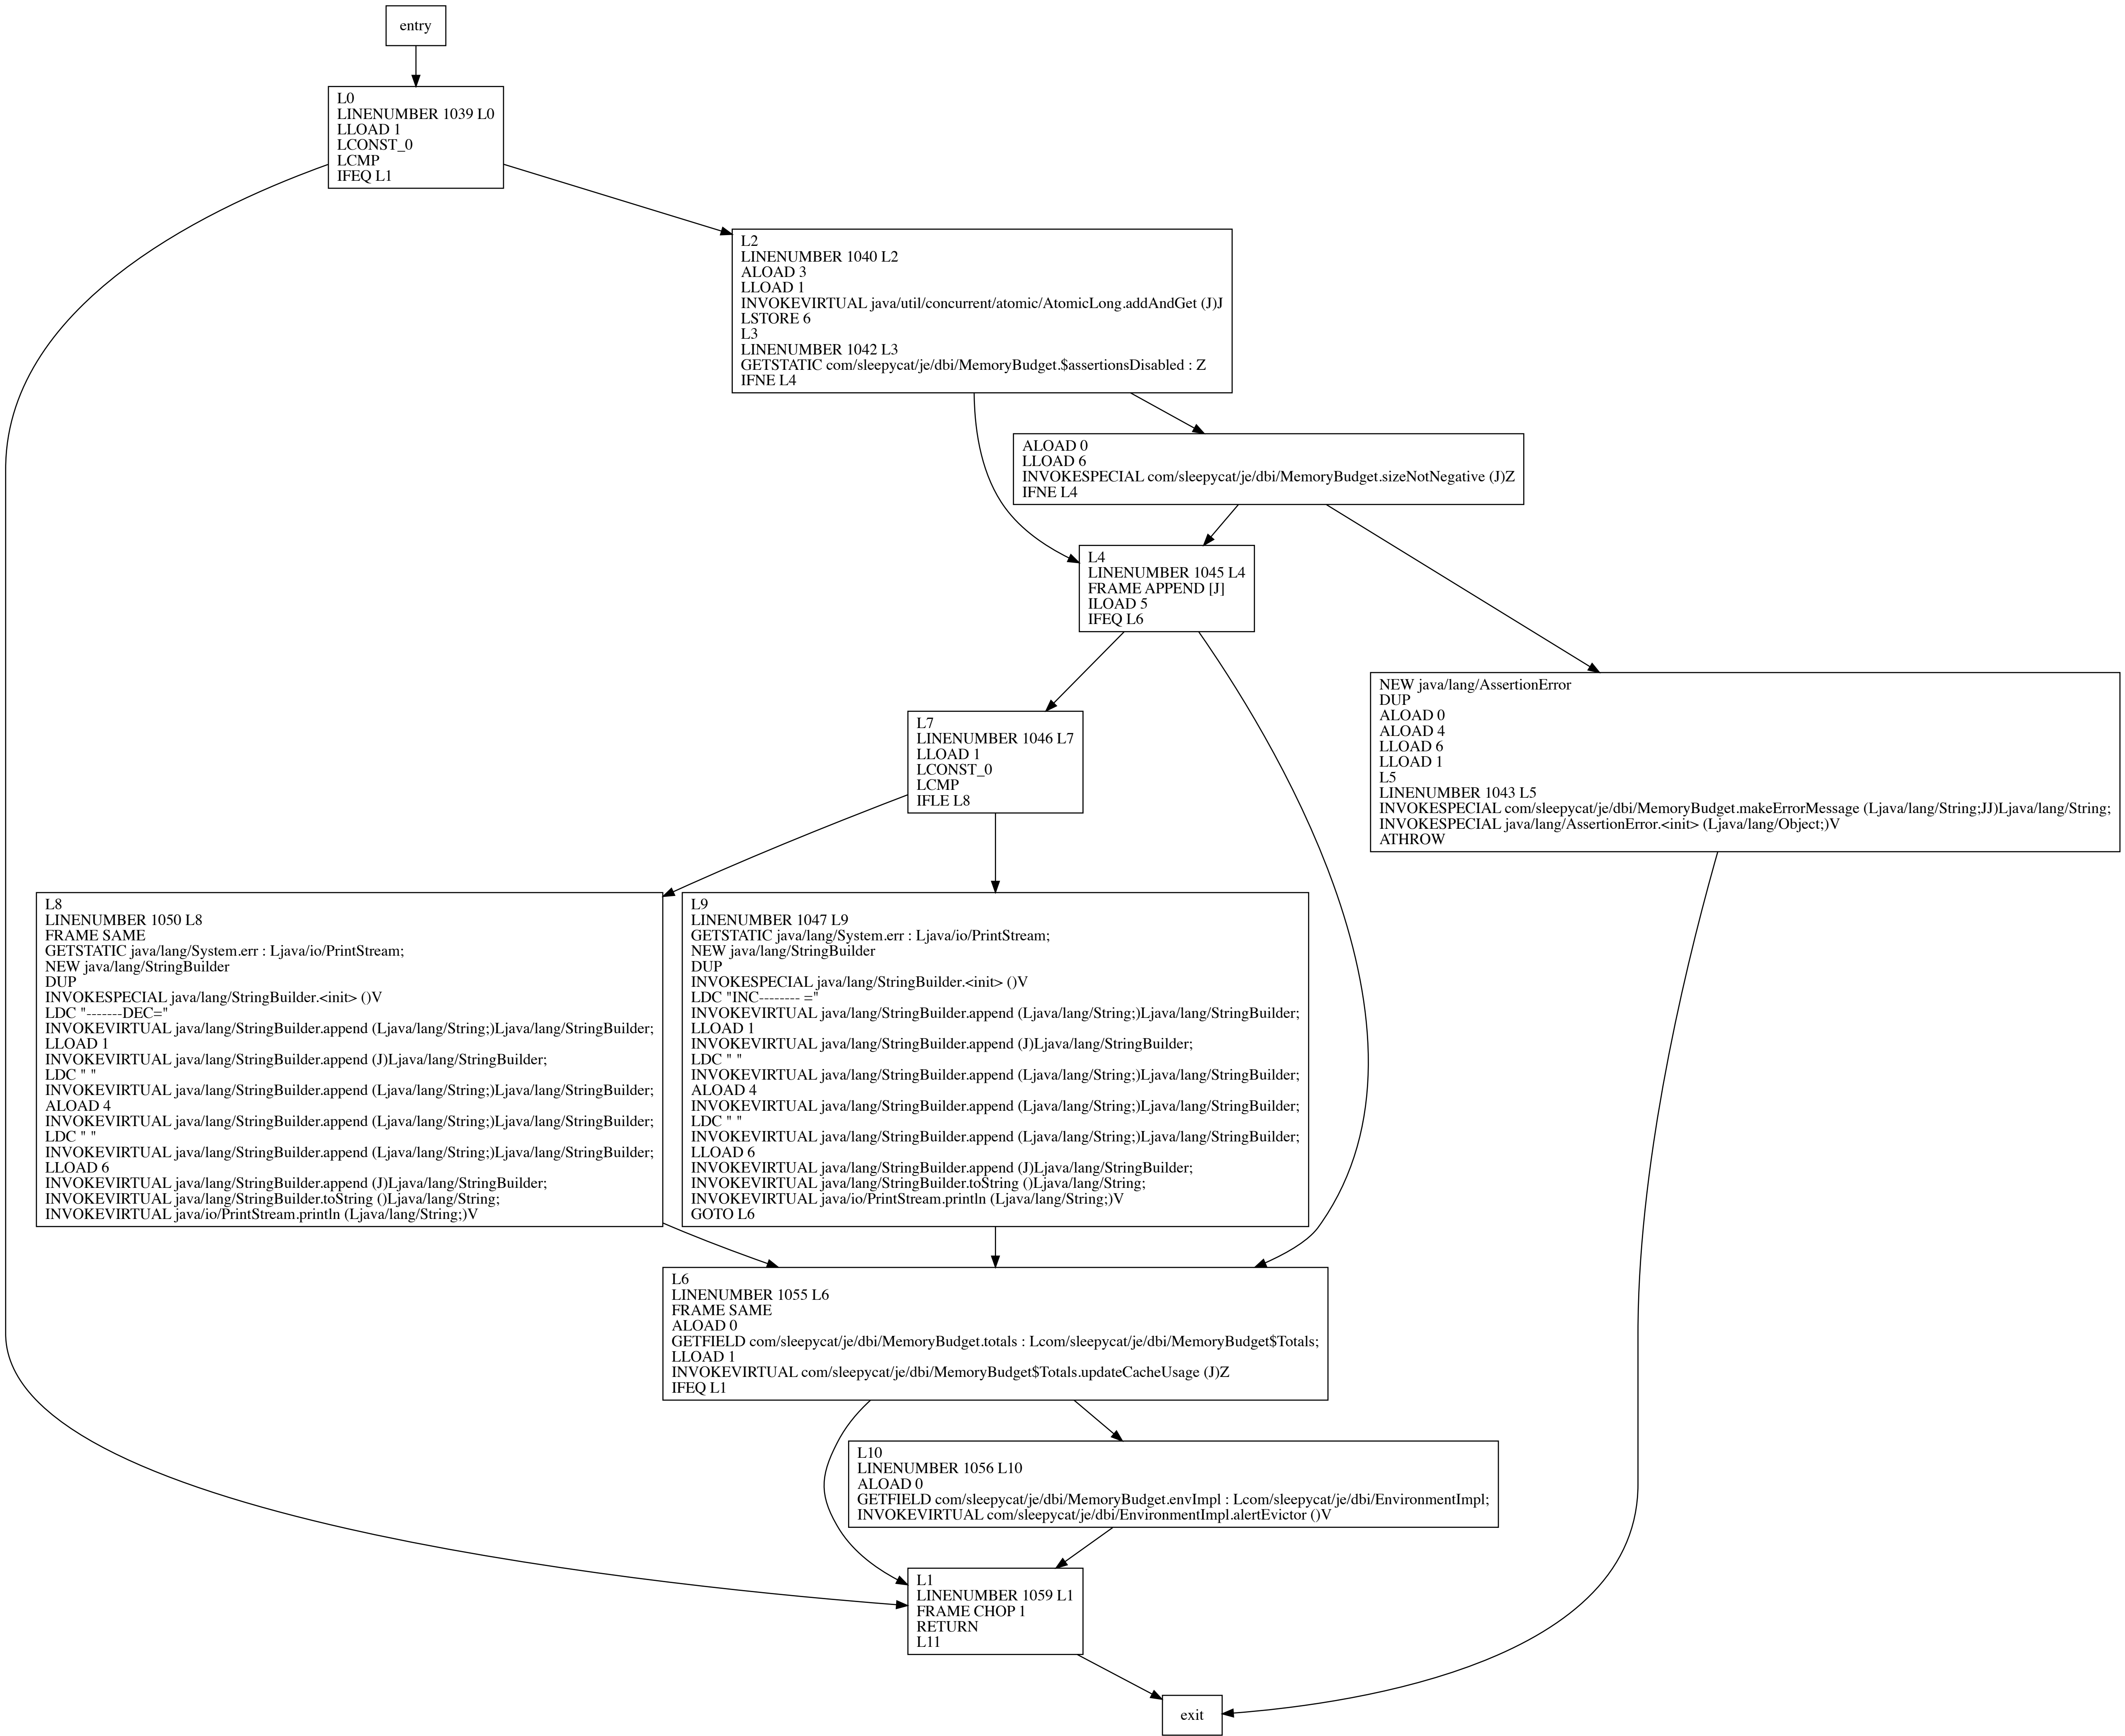 entry
L0
LINENUMBER 1039 L0
LLOAD 1
LCONST_0
LCMP
IFEQ L1
L2
LINENUMBER 1040 L2
ALOAD 3
LLOAD 1
INVOKEVIRTUAL java/util/concurrent/atomic/AtomicLong.addAndGet (J)J
LSTORE 6
L3
LINENUMBER 1042 L3
GETSTATIC com/sleepycat/je/dbi/MemoryBudget.$assertionsDisabled : Z
IFNE L4
ALOAD 0
LLOAD 6
INVOKESPECIAL com/sleepycat/je/dbi/MemoryBudget.sizeNotNegative (J)Z
IFNE L4
L4
LINENUMBER 1045 L4
FRAME APPEND [J]
ILOAD 5
IFEQ L6
NEW java/lang/AssertionError
DUP
ALOAD 0
ALOAD 4
LLOAD 6
LLOAD 1
L5
LINENUMBER 1043 L5
INVOKESPECIAL com/sleepycat/je/dbi/MemoryBudget.makeErrorMessage (Ljava/lang/String;JJ)Ljava/lang/String;
INVOKESPECIAL java/lang/AssertionError.<init> (Ljava/lang/Object;)V
ATHROW
L7
LINENUMBER 1046 L7
LLOAD 1
LCONST_0
LCMP
IFLE L8
L8
LINENUMBER 1050 L8
FRAME SAME
GETSTATIC java/lang/System.err : Ljava/io/PrintStream;
NEW java/lang/StringBuilder
DUP
INVOKESPECIAL java/lang/StringBuilder.<init> ()V
LDC "-------DEC="
INVOKEVIRTUAL java/lang/StringBuilder.append (Ljava/lang/String;)Ljava/lang/StringBuilder;
LLOAD 1
INVOKEVIRTUAL java/lang/StringBuilder.append (J)Ljava/lang/StringBuilder;
LDC " "
INVOKEVIRTUAL java/lang/StringBuilder.append (Ljava/lang/String;)Ljava/lang/StringBuilder;
ALOAD 4
INVOKEVIRTUAL java/lang/StringBuilder.append (Ljava/lang/String;)Ljava/lang/StringBuilder;
LDC " "
INVOKEVIRTUAL java/lang/StringBuilder.append (Ljava/lang/String;)Ljava/lang/StringBuilder;
LLOAD 6
INVOKEVIRTUAL java/lang/StringBuilder.append (J)Ljava/lang/StringBuilder;
INVOKEVIRTUAL java/lang/StringBuilder.toString ()Ljava/lang/String;
INVOKEVIRTUAL java/io/PrintStream.println (Ljava/lang/String;)V
L9
LINENUMBER 1047 L9
GETSTATIC java/lang/System.err : Ljava/io/PrintStream;
NEW java/lang/StringBuilder
DUP
INVOKESPECIAL java/lang/StringBuilder.<init> ()V
LDC "INC-------- ="
INVOKEVIRTUAL java/lang/StringBuilder.append (Ljava/lang/String;)Ljava/lang/StringBuilder;
LLOAD 1
INVOKEVIRTUAL java/lang/StringBuilder.append (J)Ljava/lang/StringBuilder;
LDC " "
INVOKEVIRTUAL java/lang/StringBuilder.append (Ljava/lang/String;)Ljava/lang/StringBuilder;
ALOAD 4
INVOKEVIRTUAL java/lang/StringBuilder.append (Ljava/lang/String;)Ljava/lang/StringBuilder;
LDC " "
INVOKEVIRTUAL java/lang/StringBuilder.append (Ljava/lang/String;)Ljava/lang/StringBuilder;
LLOAD 6
INVOKEVIRTUAL java/lang/StringBuilder.append (J)Ljava/lang/StringBuilder;
INVOKEVIRTUAL java/lang/StringBuilder.toString ()Ljava/lang/String;
INVOKEVIRTUAL java/io/PrintStream.println (Ljava/lang/String;)V
GOTO L6
L6
LINENUMBER 1055 L6
FRAME SAME
ALOAD 0
GETFIELD com/sleepycat/je/dbi/MemoryBudget.totals : Lcom/sleepycat/je/dbi/MemoryBudget$Totals;
LLOAD 1
INVOKEVIRTUAL com/sleepycat/je/dbi/MemoryBudget$Totals.updateCacheUsage (J)Z
IFEQ L1
L10
LINENUMBER 1056 L10
ALOAD 0
GETFIELD com/sleepycat/je/dbi/MemoryBudget.envImpl : Lcom/sleepycat/je/dbi/EnvironmentImpl;
INVOKEVIRTUAL com/sleepycat/je/dbi/EnvironmentImpl.alertEvictor ()V
L1
LINENUMBER 1059 L1
FRAME CHOP 1
RETURN
L11
exit